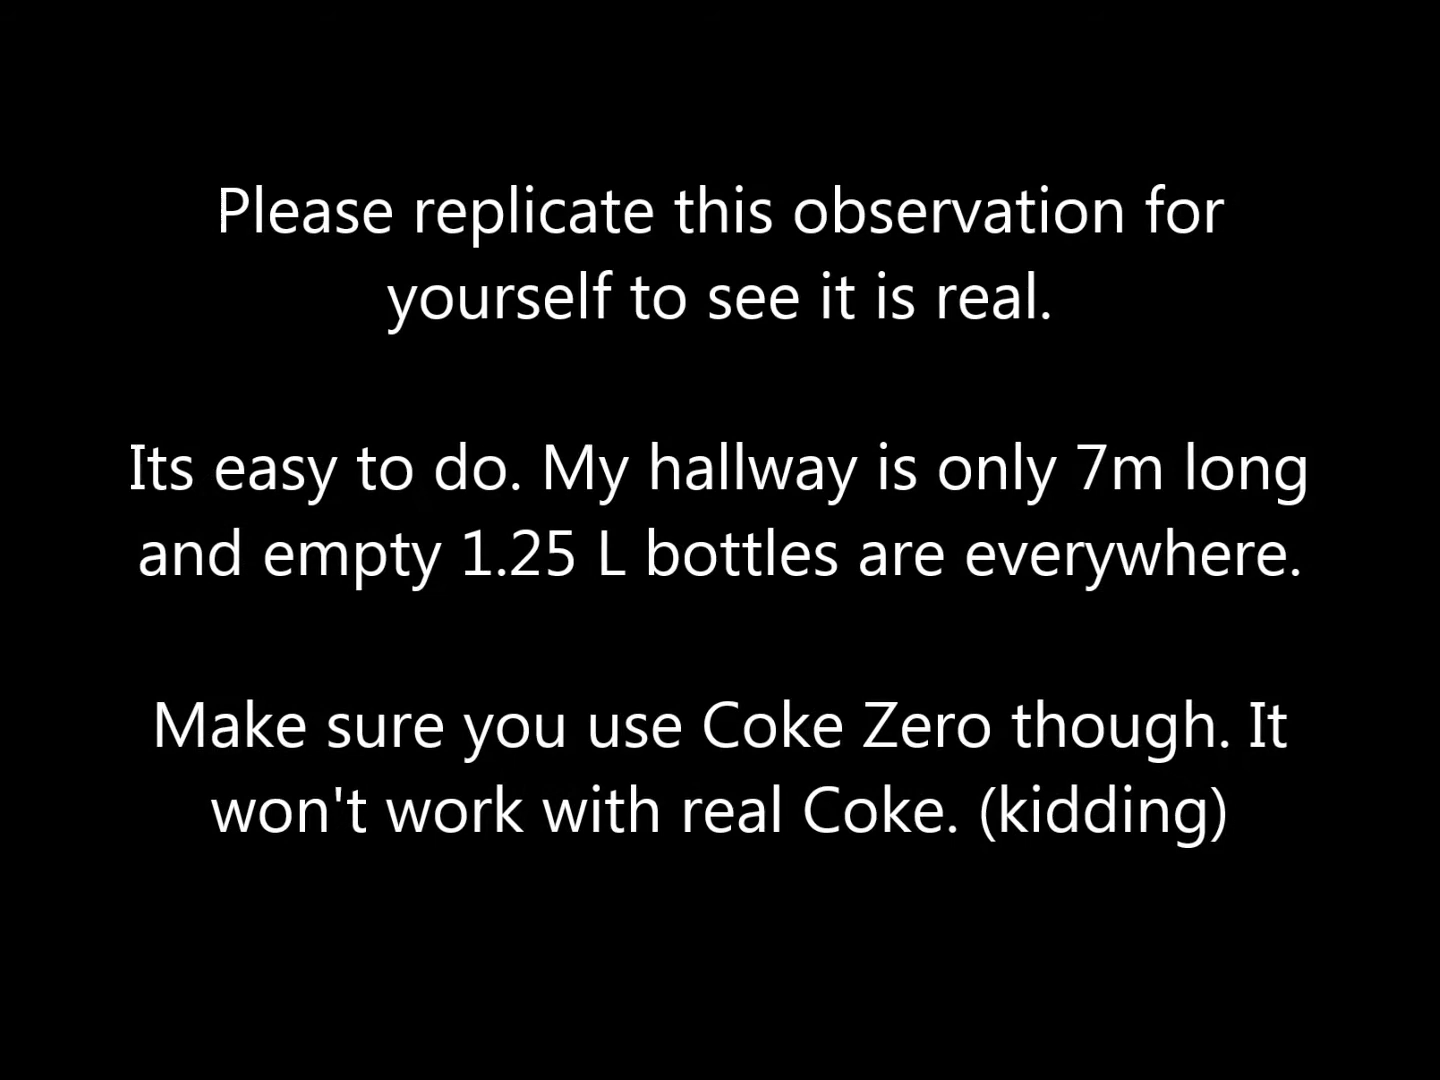 Please replicate this observation for
yourself to see it is real.
Its easy to do. My hallway is only 7m long
and empty 1.25 L bottles are everywhere.
Make sure you use Coke Zero though. It
won't work with real Coke. (kidding)